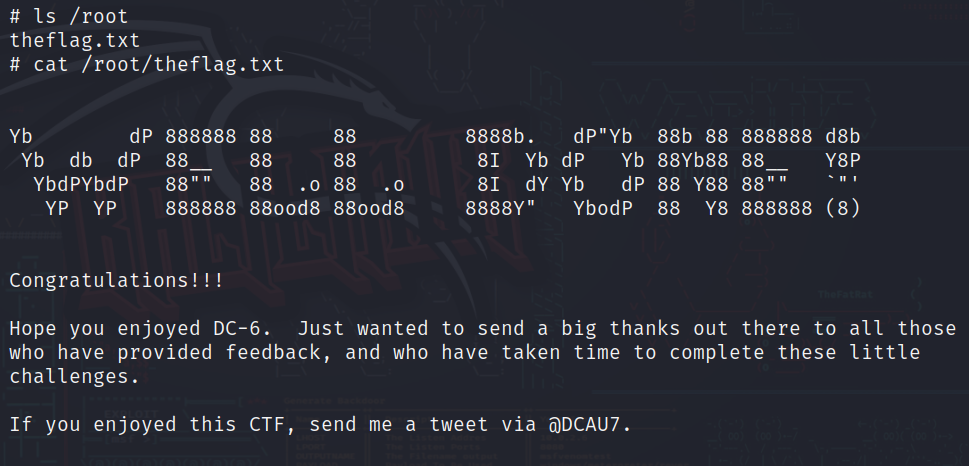 # ls /root
theflag.txt
# cat /root/theflag.txt
Yb        dP 888888 88     88         8888b.   dP"Yb  88b 88 888888 d8b
 Yb  db  dP  88__   88     88          8I  Yb dP   Yb 88Yb88 88__   Y8P
  YbdPYbdP   88""   88  .o 88  .o      8I  dY Yb   dP 88 Y88 88""   `"'
   YP  YP    888888 88ood8 88ood8     8888Y"   YbodP  88  Y8 888888 (8)
Congratulations!!!
Hope you enjoyed DC-6.  Just wanted to send a big thanks out there to all those
who have provided feedback, and who have taken time to complete these little
challenges.
If you enjoyed this CTF, send me a tweet via @DCAU7.